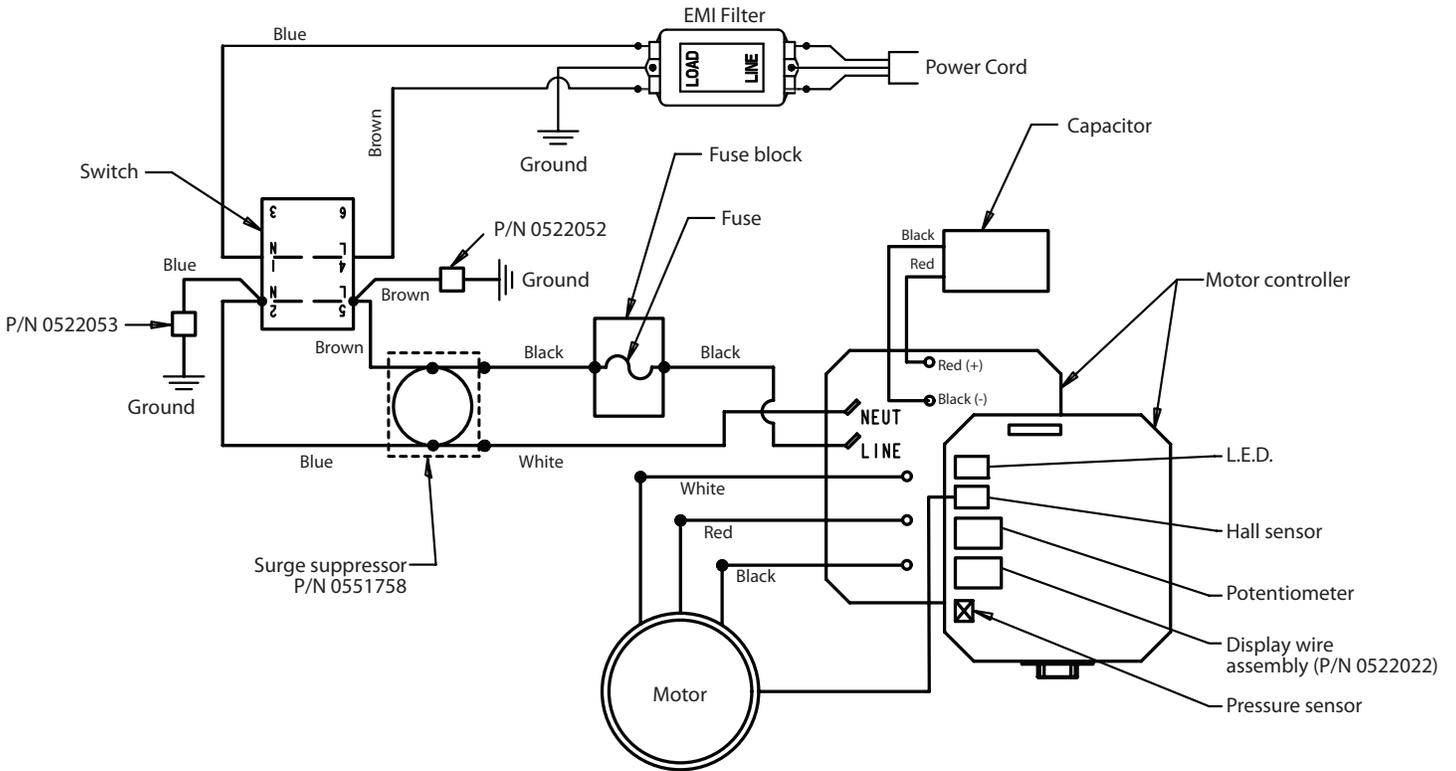 EMI Filter
Blue
LOAD
LINE
Power Cord
Brown
Ground
Capacitor
Fuse block
Switch
Fuse
3
6
P/N 0522052
N
1
L
4
Black
Red
Blue
Brown
Ground
Motor controller
N
2
L
5
P/N 0522053
Brown
Black
Black
Red (+)
Black (-)
Ground
NEUT
LINE
Blue
White
L.E.D.
White
Red
Hall sensor
Surge suppressor
P/N 0551758
Black
Potentiometer
Display wire
assembly (P/N 0522022)
Motor
Pressure sensor